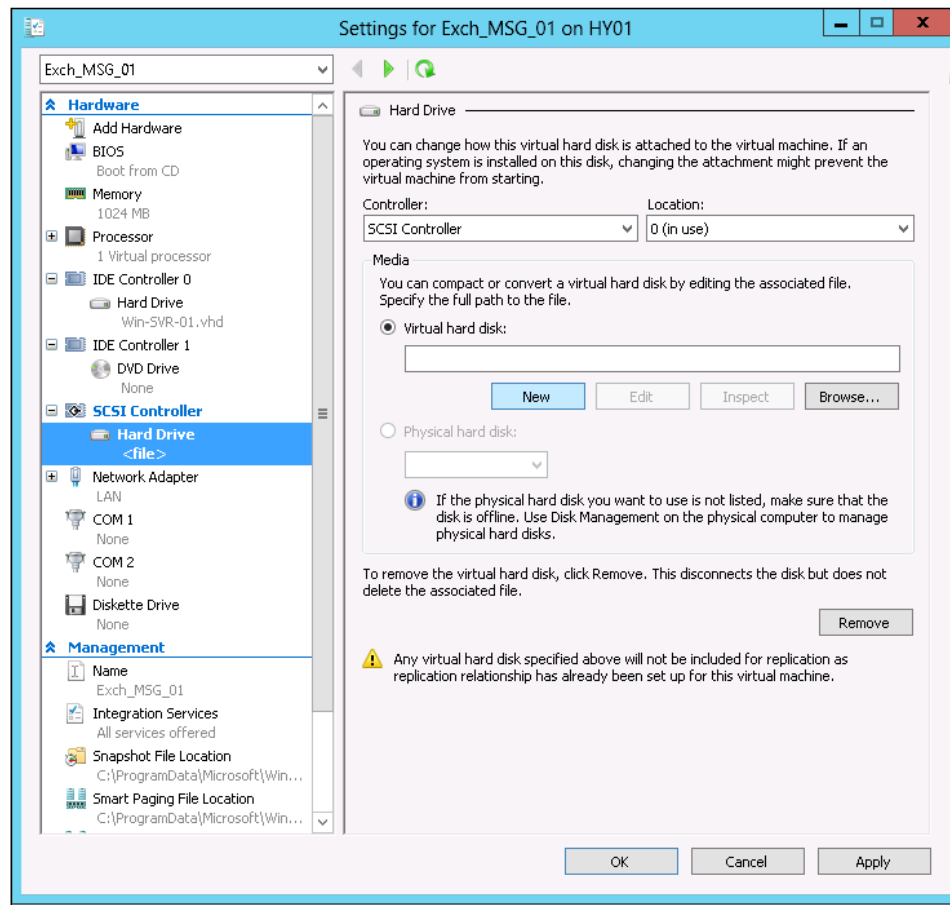 Settings for Exch_MSG_01 on HY01
Exch_MSG_01
Hardware
Add Hardware
BIOS
Boot from CD
Memory
1024 MB
Processor
1 Virtual processor
IDE Controller 0
Hard Drive
Win-SVR-01.vhd
IDE Controller 1
DVD Drive
None
SCSI Controller
Hard Drive
<file>
Network Adapter
LAN
COM 1
None
COM 2
None
Diskette Drive
None
Management
Name
Exch_MSG_01
Integration Services
All services offered
Snapshot File Location
C:\ProgramData\Microsoft\Win...
Smart Paging File Location
C:\ProgramData\Microsoft\Win...
Hard Drive
You can change how this virtual hard disk is attached to the virtual machine. If an
operating system is installed on this disk, changing the attachment might prevent the
virtual machine from starting.
Controller: Location:
SCSI Controller 0 (in use)
Media
You can compact or convert a virtual hard disk by editing the associated file.
Specify the full path to the file.
Virtual hard disk:
New Edit Inspect Browse...
Physical hard disk:
If the physical hard disk you want to use is not listed, make sure that the
disk is offline. Use Disk Management on the physical computer to manage
physical hard disks.
To remove the virtual hard disk, click Remove. This disconnects the disk but does not
delete the associated file.
Remove
Any virtual hard disk specified above will not be included for replication as
replication relationship has already been set up for this virtual machine.
OK Cancel Apply